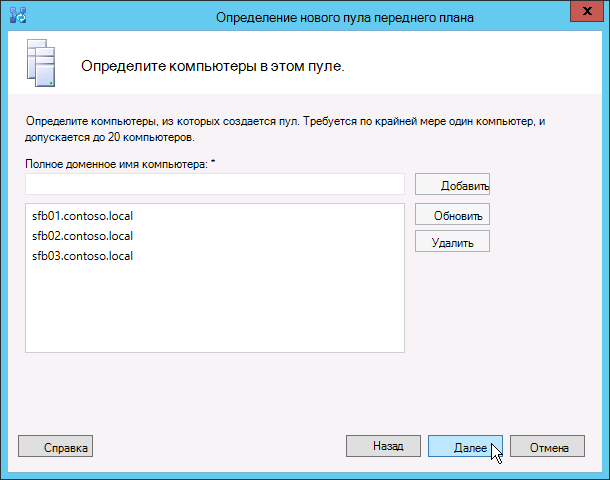 Определение нового пула переднего плана
x
Определите компьютеры в этом пуле.
Определите компьютеры, из которых создается пул. Требуется по крайней мере один компьютер, и
допускается до 20 компьютеров.
Полное доменное имя компьютера: *
Добавить
sfb01.contoso.local
Обновить
sfb02.contoso.local
Удалить
sfb03.contoso.local
Справка
Назад
Далее
Отмена